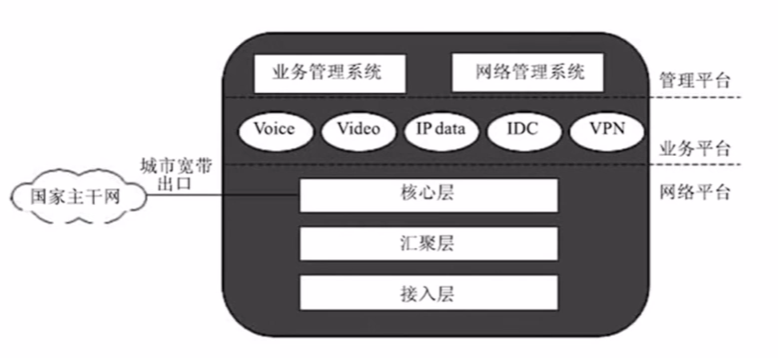 业务管理系统
网络管理系统
管理平台
Voice
Video
IP data
IDC
VPN
业务平台
城市宽带
出口
国家主干网
核心层
网络平台
汇聚层
接入层